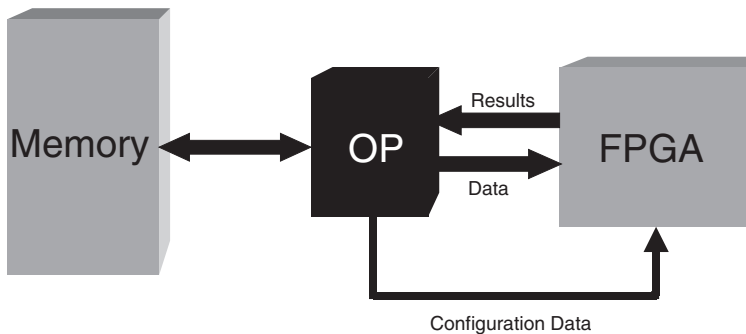 Memory
OP
Results
Data
FPGA
Configuration Data